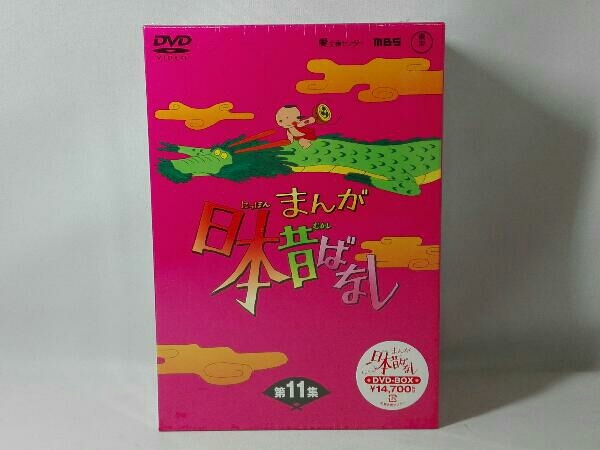 DVD
VIDEO
愛企画センター MBS 東宝
まんが
にっぽん むかし
日本昔ばなし
第11集
まんが
日本昔ばなし
DVD-BOX
¥14,700